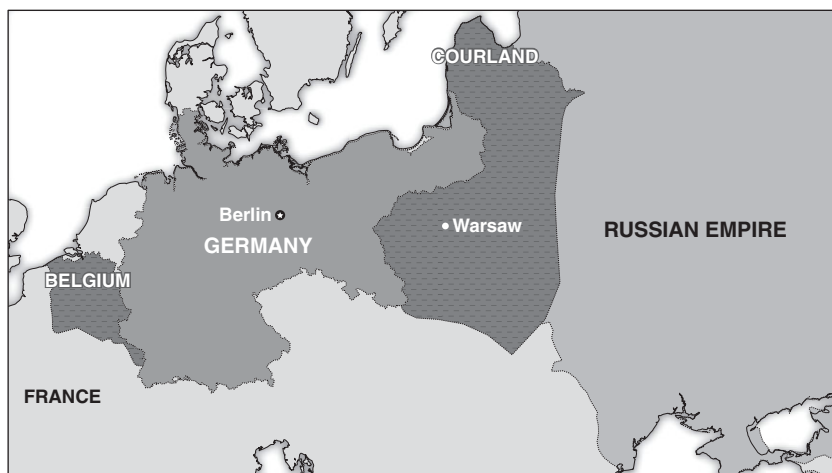 COURLAND
Berlin
Warsaw
GERMANY
RUSSIAN EMPIRE
BELGIUM
FRANCE